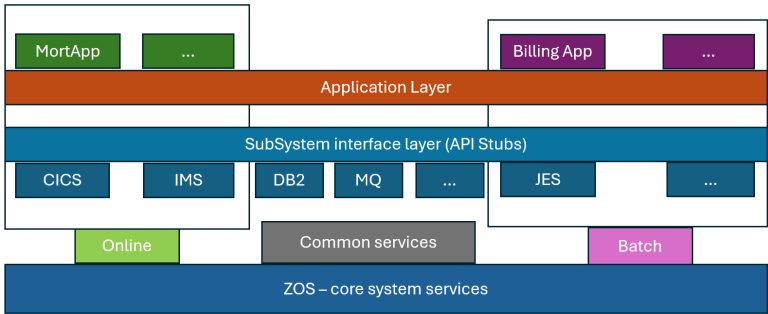 MortApp
...
Billing App
...
Application Layer
SubSystem interface layer (API Stubs)
CICS
IMS
DB2
MQ
...
JES
...
Online
Common services
Batch
ZOS – core system services